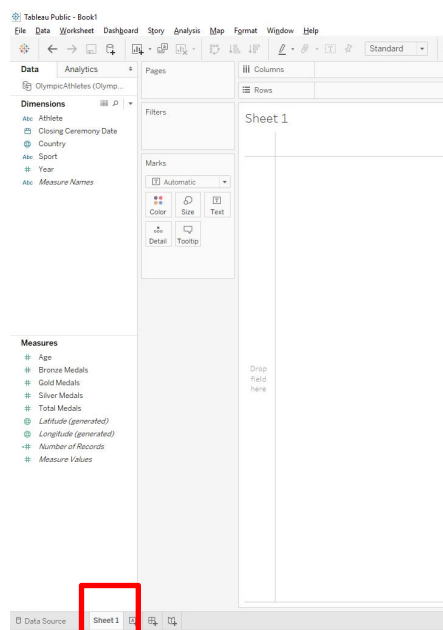 Tableau Public - Book1
File Data Worksheet Dashboard Story Analysis Map Format Window Help
Standard
Data Analytics
OlympicAthletes (Olymp...
Dimensions
Abc Athlete
Closing Ceremony Date
Country
Abc Sport
# Year
Abc Measure Names
Measures
# Age
# Bronze Medals
# Gold Medals
# Silver Medals
# Total Medals
Latitude (generated)
Longitude (generated)
=# Number of Records
# Measure Values
Pages
Filters
Marks
T Automatic
Color Size Text
Detail Tooltip
Columns
Rows
Sheet 1
Drop
field
here
Data Source Sheet 1